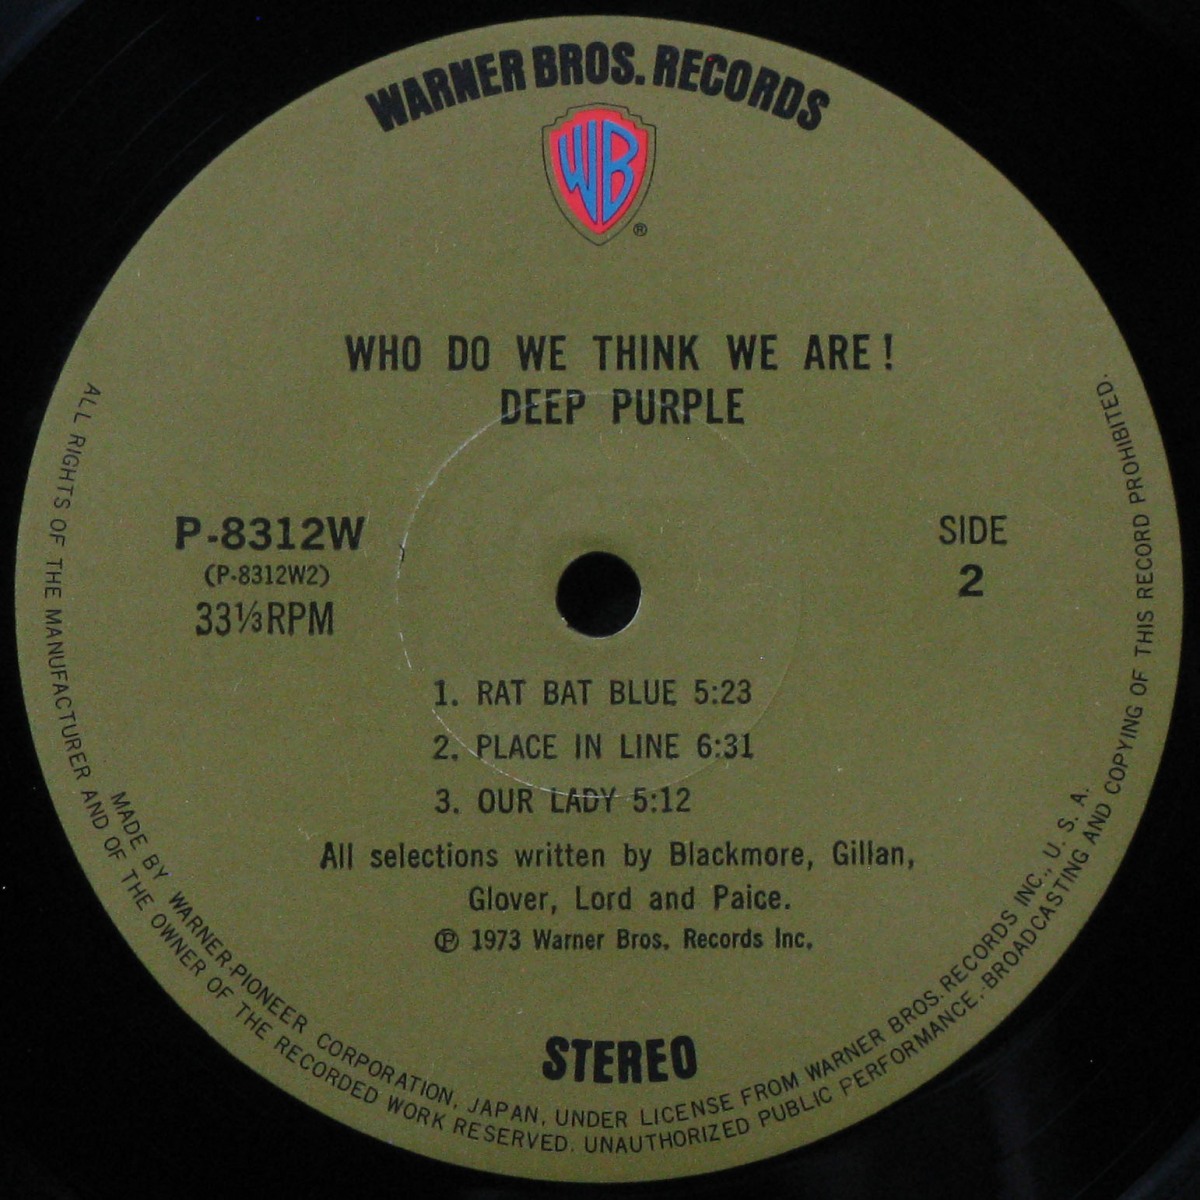 WARNER BROS. RECORDS
WB
®
WHO DO WE THINK WE ARE!
DEEP PURPLE
P-8312W
(P-8312W2)
33⅓RPM
SIDE
2
1. RAT BAT BLUE 5:23
2. PLACE IN LINE 6:31
3. OUR LADY 5:12
All selections written by Blackmore, Gillan,
Glover, Lord and Paice.
℗ 1973 Warner Bros. Records Inc.
STEREO
MADE BY WARNER-PIONEER CORPORATION, JAPAN, UNDER LICENSE FROM WARNER BROS. RECORDS INC., U. S. A.
ALL RIGHTS OF THE MANUFACTURER AND OF THE OWNER OF THE RECORDED WORK RESERVED. UNAUTHORIZED PUBLIC PERFORMANCE, BROADCASTING AND COPYING OF THIS RECORD PROHIBITED.